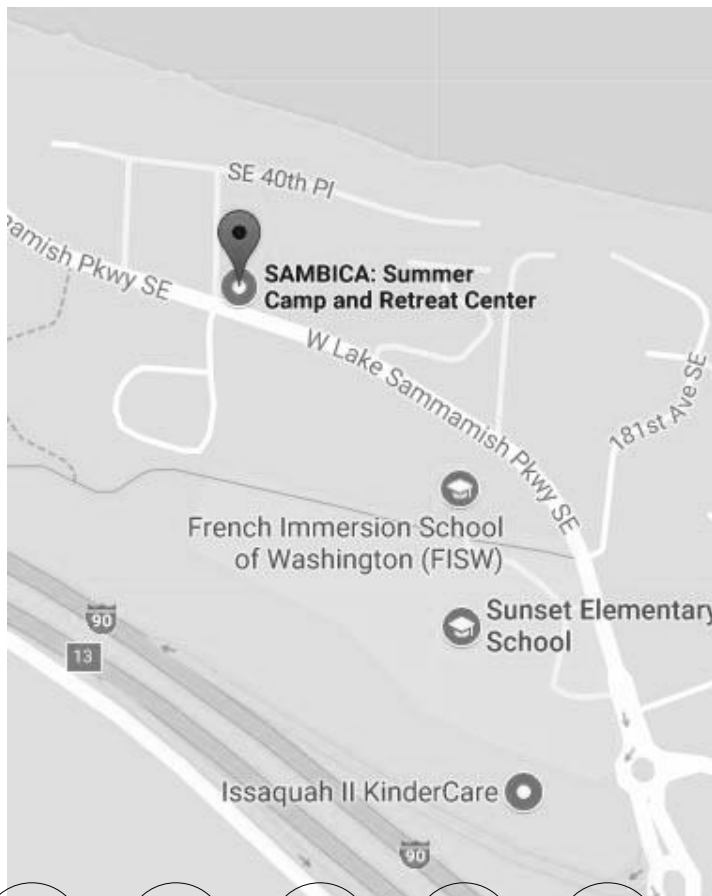 SE 40th Pl
amish Pkwy SE
SAMBICA: Summer
Camp and Retreat Center
W Lake Sammamish Pkwy SE
181st Ave SE
French Immersion School
of Washington (FISW)
90
Sunset Elementary
School
13
Issaquah II KinderCare
90